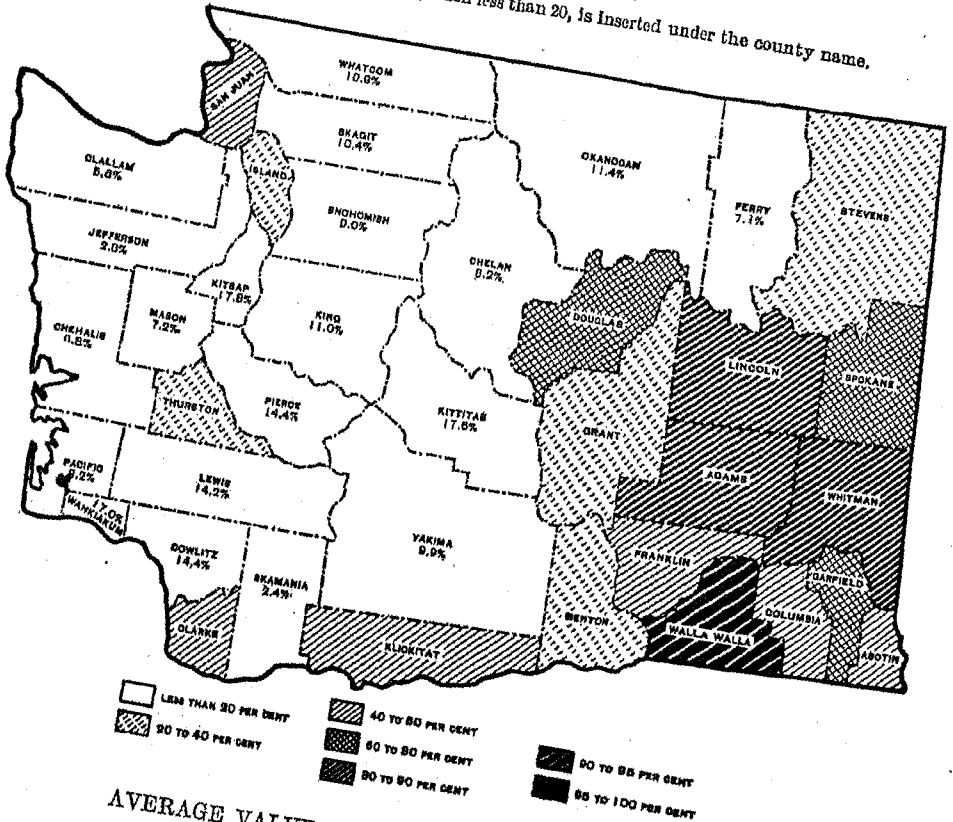 less than 20, is inserted under the county name.
WHATCOM
10.9%
SAN JUAN
SKAGIT
10.4%
OKANOGAN
11.4%
CLALLAM
ISLAND
FERRY
7.1%
STEVENS
SNOHOMISH
JEFFERSON
CHELAN
KITSAP
17.8%
KING
11.0%
DOUGLAS
MASON
7.2%
CHEHALIS
LINCOLN
SPOKANE
THURSTON
PIERCE
14.4%
KITTITAS
17.6%
GRANT
PACIFIC
LEWIS
14.2%
ADAMS
WHITMAN
17.0%
WAHKIAKUM
YAKIMA
9.9%
COWLITZ
14.4%
SKAMANIA
2.4%
FRANKLIN
GARFIELD
CLARKE
KLICKITAT
BENTON
WALLA WALLA
COLUMBIA
ASOTIN
LESS THAN 20 PER CENT
20 TO 40 PER CENT
40 TO 60 PER CENT
60 TO 80 PER CENT
80 TO 90 PER CENT
90 TO 95 PER CENT
95 TO 100 PER CENT
AVERAGE